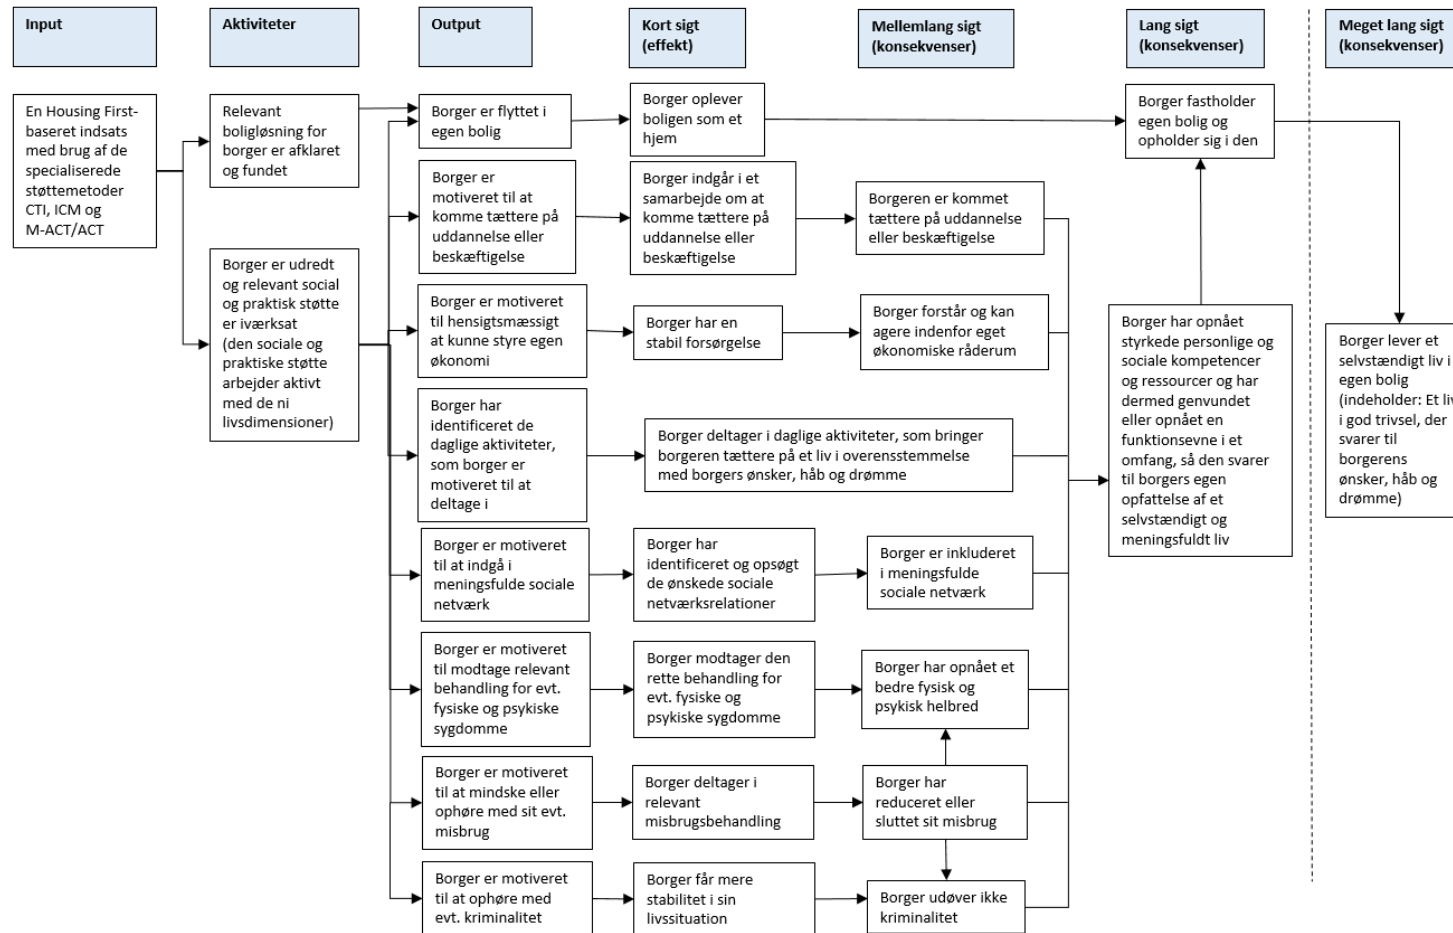 Input
Aktiviteter
Output
Kort sigt
(effekt)
Mellemlang sigt
(konsekvenser)
Lang sigt
(konsekvenser)
Meget lang sigt
(konsekvenser)
En Housing First-
baseret indsats
med brug af de
specialiserede
støttemetoder
CTI, ICM og
M-ACT/ACT
Relevant
boligløsning for
borger er afklaret
og fundet
Borger er udredt
og relevant social
og praktisk støtte
er iværksat
(den sociale og
praktiske støtte
arbejder aktivt
med de ni
livsdimensioner)
Borger er flyttet i
egen bolig
Borger oplever
boligen som et
hjem
Borger er
motiveret til at
komme tættere på
uddannelse eller
beskæftigelse
Borger indgår i et
samarbejde om at
komme tættere på
uddannelse eller
beskæftigelse
Borgeren er kommet
tættere på uddannelse
eller beskæftigelse
Borger er motiveret
til hensigtsmæssigt
at kunne styre egen
økonomi
Borger har en
stabil forsørgelse
Borger forstår og kan
agere indenfor eget
økonomiske råderum
Borger har
identificeret de
daglige aktiviteter,
som borger er
motiveret til at
deltage i
Borger deltager i daglige aktiviteter, som bringer
borgeren tættere på et liv i overensstemmelse
med borgers ønsker, håb og drømme
Borger er motiveret
til at indgå i
meningsfulde sociale
netværk
Borger har
identificeret og opsøgt
de ønskede sociale
netværksrelationer
Borger er inkluderet
i meningsfulde
sociale netværk
Borger er motiveret
til modtage relevant
behandling for evt.
fysiske og psykiske
sygdomme
Borger modtager den
rette behandling for
evt. fysiske og
psykiske sygdomme
Borger har opnået et
bedre fysisk og
psykisk helbred
Borger er motiveret
til at mindske eller
ophøre med sit evt.
misbrug
Borger deltager i
relevant
misbrugsbehandling
Borger har
reduceret eller
sluttet sit misbrug
Borger er motiveret
til at ophøre med
evt. kriminalitet
Borger får mere
stabilitet i sin
livssituation
Borger udøver ikke
kriminalitet
Borger fastholder
egen bolig og
opholder sig i den
Borger har opnået
styrkede personlige og
sociale kompetencer
og ressourcer og har
dermed genvundet
eller opnået en
funktionsevne i et
omfang, så den svarer
til borgers egen
opfattelse af et
selvstændigt og
meningsfuldt liv
Borger lever et
selvstændigt liv i
egen bolig
(indeholder: Et liv
i god trivsel, der
svarer til
borgerens
ønsker, håb og
drømme)